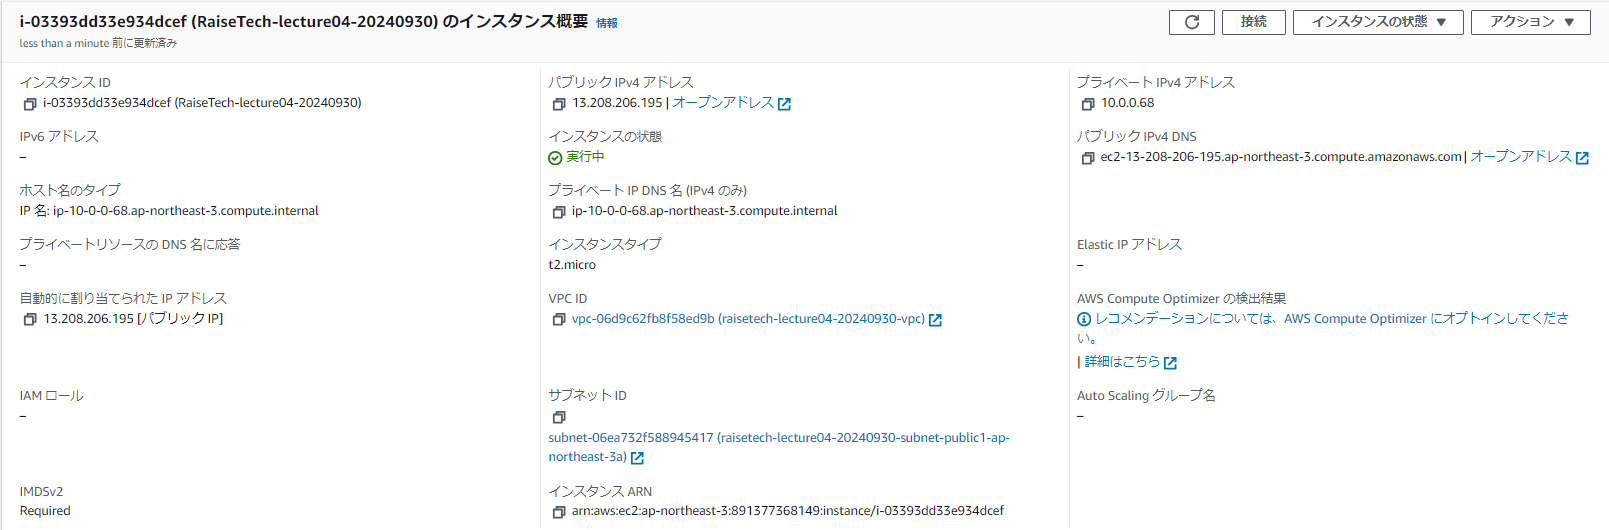 i-03393dd33e934dcef (RaiseTech-lecture04-20240930) のインスタンス概要 情報
less than a minute 前に更新済み
接続
インスタンスの状態
アクション
インスタンス ID
i-03393dd33e934dcef (RaiseTech-lecture04-20240930)
パブリック IPv4 アドレス
13.208.206.195 | オープンアドレス
プライベート IPv4 アドレス
10.0.0.68
IPv6 アドレス
–
インスタンスの状態
実行中
パブリック IPv4 DNS
ec2-13-208-206-195.ap-northeast-3.compute.amazonaws.com | オープンアドレス
ホスト名のタイプ
IP 名: ip-10-0-0-68.ap-northeast-3.compute.internal
プライベート IP DNS 名 (IPv4 のみ)
ip-10-0-0-68.ap-northeast-3.compute.internal
プライベートリソースの DNS 名に応答
–
インスタンスタイプ
t2.micro
Elastic IP アドレス
–
自動的に割り当てられた IP アドレス
13.208.206.195 [パブリック IP]
VPC ID
vpc-06d9c62fb8f58ed9b (raisetech-lecture04-20240930-vpc)
AWS Compute Optimizer の検出結果
レコメンデーションについては、AWS Compute Optimizer にオプトインしてくださ
い。
| 詳細はこちら
IAM ロール
–
サブネット ID
subnet-06ea732f588945417 (raisetech-lecture04-20240930-subnet-public1-ap-
northeast-3a)
Auto Scaling グループ名
–
IMDSv2
Required
インスタンス ARN
arn:aws:ec2:ap-northeast-3:891377368149:instance/i-03393dd33e934dcef